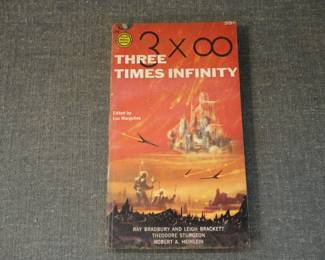 3 x ∞
THREE
TIMES INFINITY
Edited by
Leo Margulies
RAY BRADBURY AND LEIGH BRACKETT
THEODORE STURGEON
ROBERT A. HEINLEIN